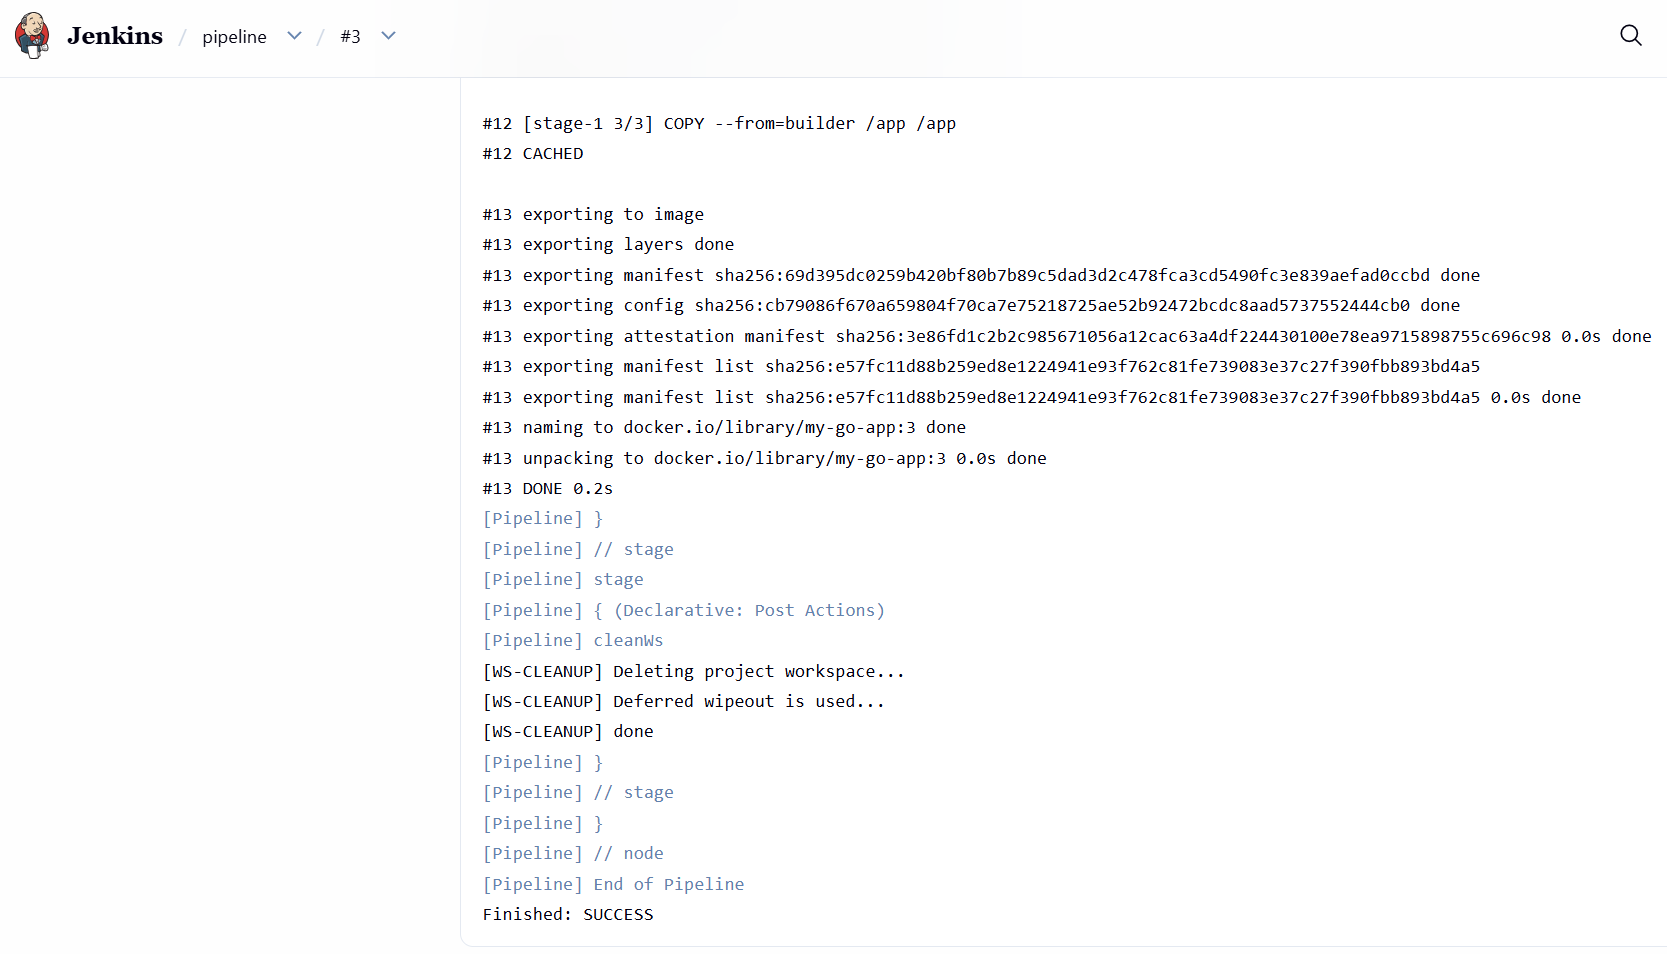 Jenkins / pipeline / #3
#12 [stage-1 3/3] COPY --from=builder /app /app
#12 CACHED
#13 exporting to image
#13 exporting layers done
#13 exporting manifest sha256:69d395dc0259b420bf80b7b89c5dad3d2c478fca3cd5490fc3e839aefad0ccbd done
#13 exporting config sha256:cb79086f670a659804f70ca7e75218725ae52b92472bcdc8aad5737552444cb0 done
#13 exporting attestation manifest sha256:3e86fd1c2b2c985671056a12cac63a4df224430100e78ea9715898755c696c98 0.0s done
#13 exporting manifest list sha256:e57fc11d88b259ed8e1224941e93f762c81fe739083e37c27f390fbb893bd4a5
#13 exporting manifest list sha256:e57fc11d88b259ed8e1224941e93f762c81fe739083e37c27f390fbb893bd4a5 0.0s done
#13 naming to docker.io/library/my-go-app:3 done
#13 unpacking to docker.io/library/my-go-app:3 0.0s done
#13 DONE 0.2s
[Pipeline] }
[Pipeline] // stage
[Pipeline] stage
[Pipeline] { (Declarative: Post Actions)
[Pipeline] cleanWs
[WS-CLEANUP] Deleting project workspace...
[WS-CLEANUP] Deferred wipeout is used...
[WS-CLEANUP] done
[Pipeline] }
[Pipeline] // stage
[Pipeline] }
[Pipeline] // node
[Pipeline] End of Pipeline
Finished: SUCCESS